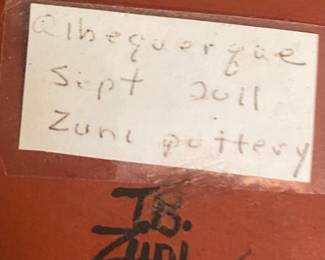 albequerque
Sept 2011
Zuni pottery
J.B.
Zuni